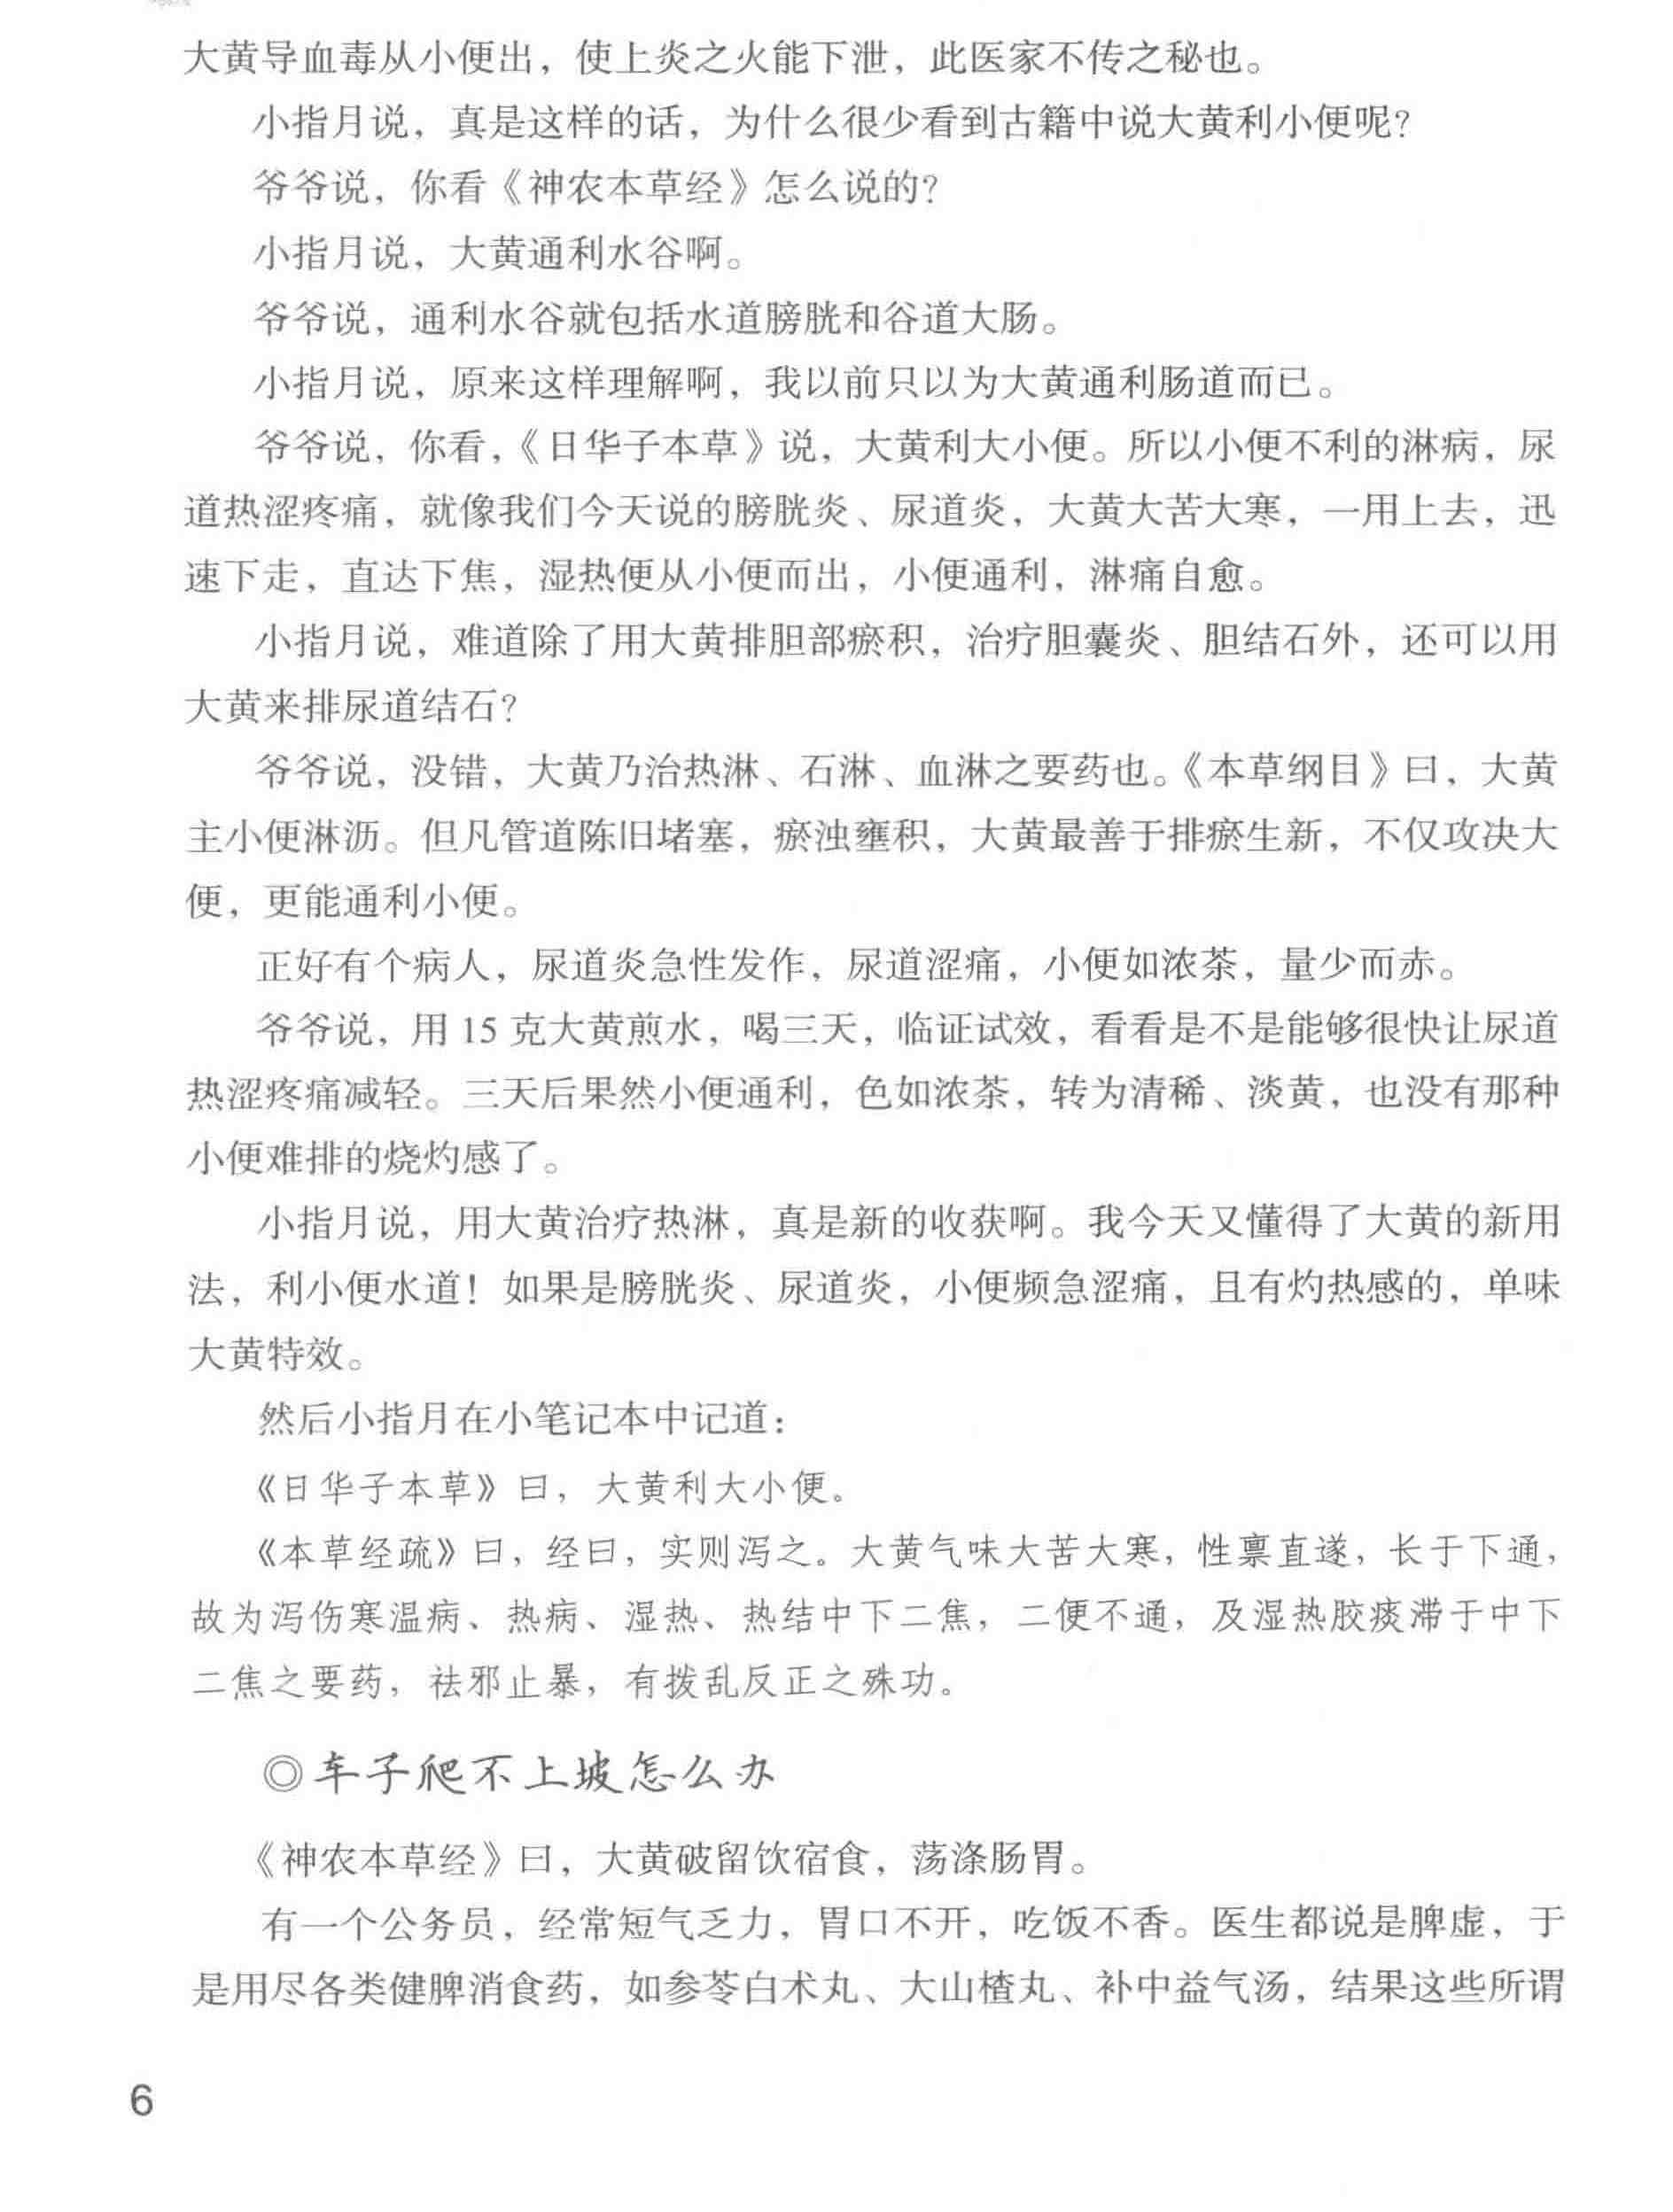 大黄导血毒从小便出，使上炎之火能下泄，此医家不传之秘也。
小指月说，真是这样的话，为什么很少看到古籍中说大黄利小便呢？
爷爷说，你看《神农本草经》怎么说的？
小指月说，大黄通利水谷啊。
爷爷说，通利水谷就包括水道膀胱和谷道大肠。
小指月说，原来这样理解啊，我以前只以为大黄通利肠道而已。
爷爷说，你看，《日华子本草》说，大黄利大小便。所以小便不利的淋病，尿
道热涩疼痛，就像我们今天说的膀胱炎、尿道炎，大黄大苦大寒，一用上去，迅
速下走，直达下焦，湿热便从小便而出，小便通利，淋痛自愈。
小指月说，难道除了用大黄排胆部瘀积，治疗胆囊炎、胆结石外，还可以用
大黄来排尿道结石？
爷爷说，没错，大黄乃治热淋、石淋、血淋之要药也。《本草纲目》曰，大黄
主小便淋沥。但凡管道陈旧堵塞，瘀浊壅积，大黄最善于排瘀生新，不仅攻决大
便，更能通利小便。
正好有个病人，尿道炎急性发作，尿道涩痛，小便如浓茶，量少而赤。
爷爷说，用 15 克大黄煎水，喝三天，临证试效，看看是不是能够很快让尿道
热涩疼痛减轻。三天后果然小便通利，色如浓茶，转为清稀、淡黄，也没有那种
小便难排的烧灼感了。
小指月说，用大黄治疗热淋，真是新的收获啊。我今天又懂得了大黄的新用
法，利小便水道！如果是膀胱炎、尿道炎，小便频急涩痛，且有灼热感的，单味
大黄特效。
然后小指月在小笔记本中记道：
《日华子本草》曰，大黄利大小便。
《本草经疏》曰，经曰，实则泻之。大黄气味大苦大寒，性禀直遂，长于下通，
故为泻伤寒温病、热病、湿热、热结中下二焦，二便不通，及湿热胶痰滞于中下
二焦之要药，祛邪止暴，有拨乱反正之殊功。
◎车子爬不上坡怎么办
《神农本草经》曰，大黄破留饮宿食，荡涤肠胃。
有一个公务员，经常短气乏力，胃口不开，吃饭不香。医生都说是脾虚，于
是用尽各类健脾消食药，如参苓白术丸、大山楂丸、补中益气汤，结果这些所谓
6